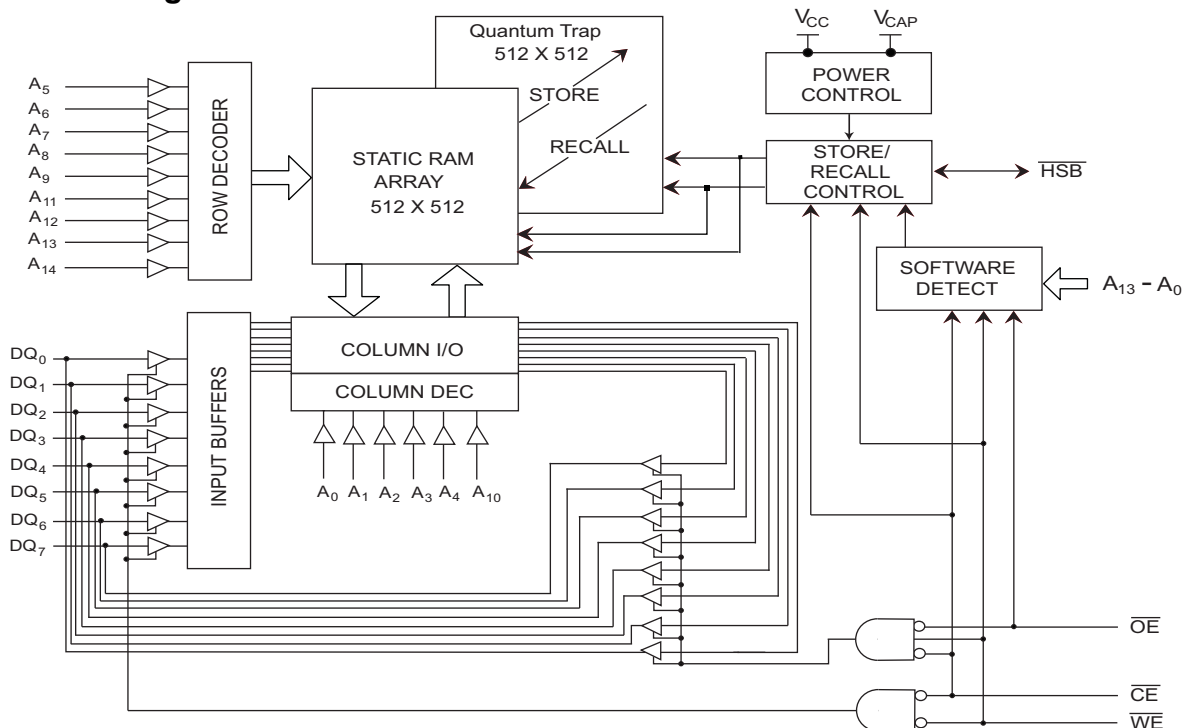 Quantum Trap
512 X 512
STORE
RECALL
STATIC RAM
ARRAY
512 X 512
V_CC
V_CAP
POWER
CONTROL
STORE/
RECALL
CONTROL
HSB
SOFTWARE
DETECT
A13 - A0
A5
A6
A7
A8
A9
A11
A12
A13
A14
ROW DECODER
COLUMN I/O
COLUMN DEC
A0
A1
A2
A3
A4
A10
DQ0
DQ1
DQ2
DQ3
DQ4
DQ5
DQ6
DQ7
INPUT BUFFERS
OE
CE
WE